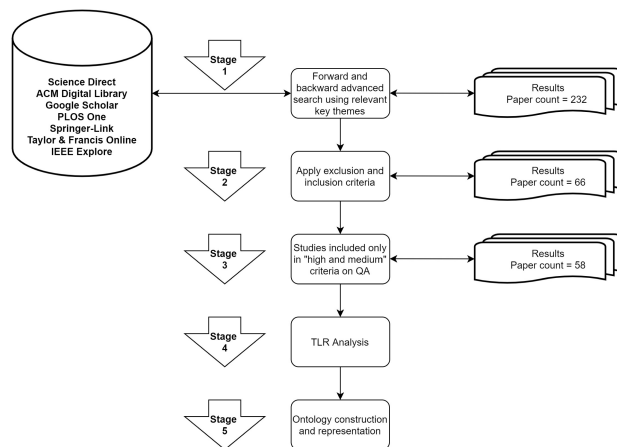 Science Direct
ACM Digital Library
Google Scholar
PLOS One
Springer-Link
Taylor & Francis Online
IEEE Explore
Stage
1
Forward and
backward advanced
search using relevant
key themes
Results
Paper count = 232
Stage
2
Apply exclusion and
inclusion criteria
Results
Paper count = 66
Stage
3
Studies included only
in "high and medium"
criteria on QA
Results
Paper count = 58
Stage
4
TLR Analysis
Stage
5
Ontology construction
and representation